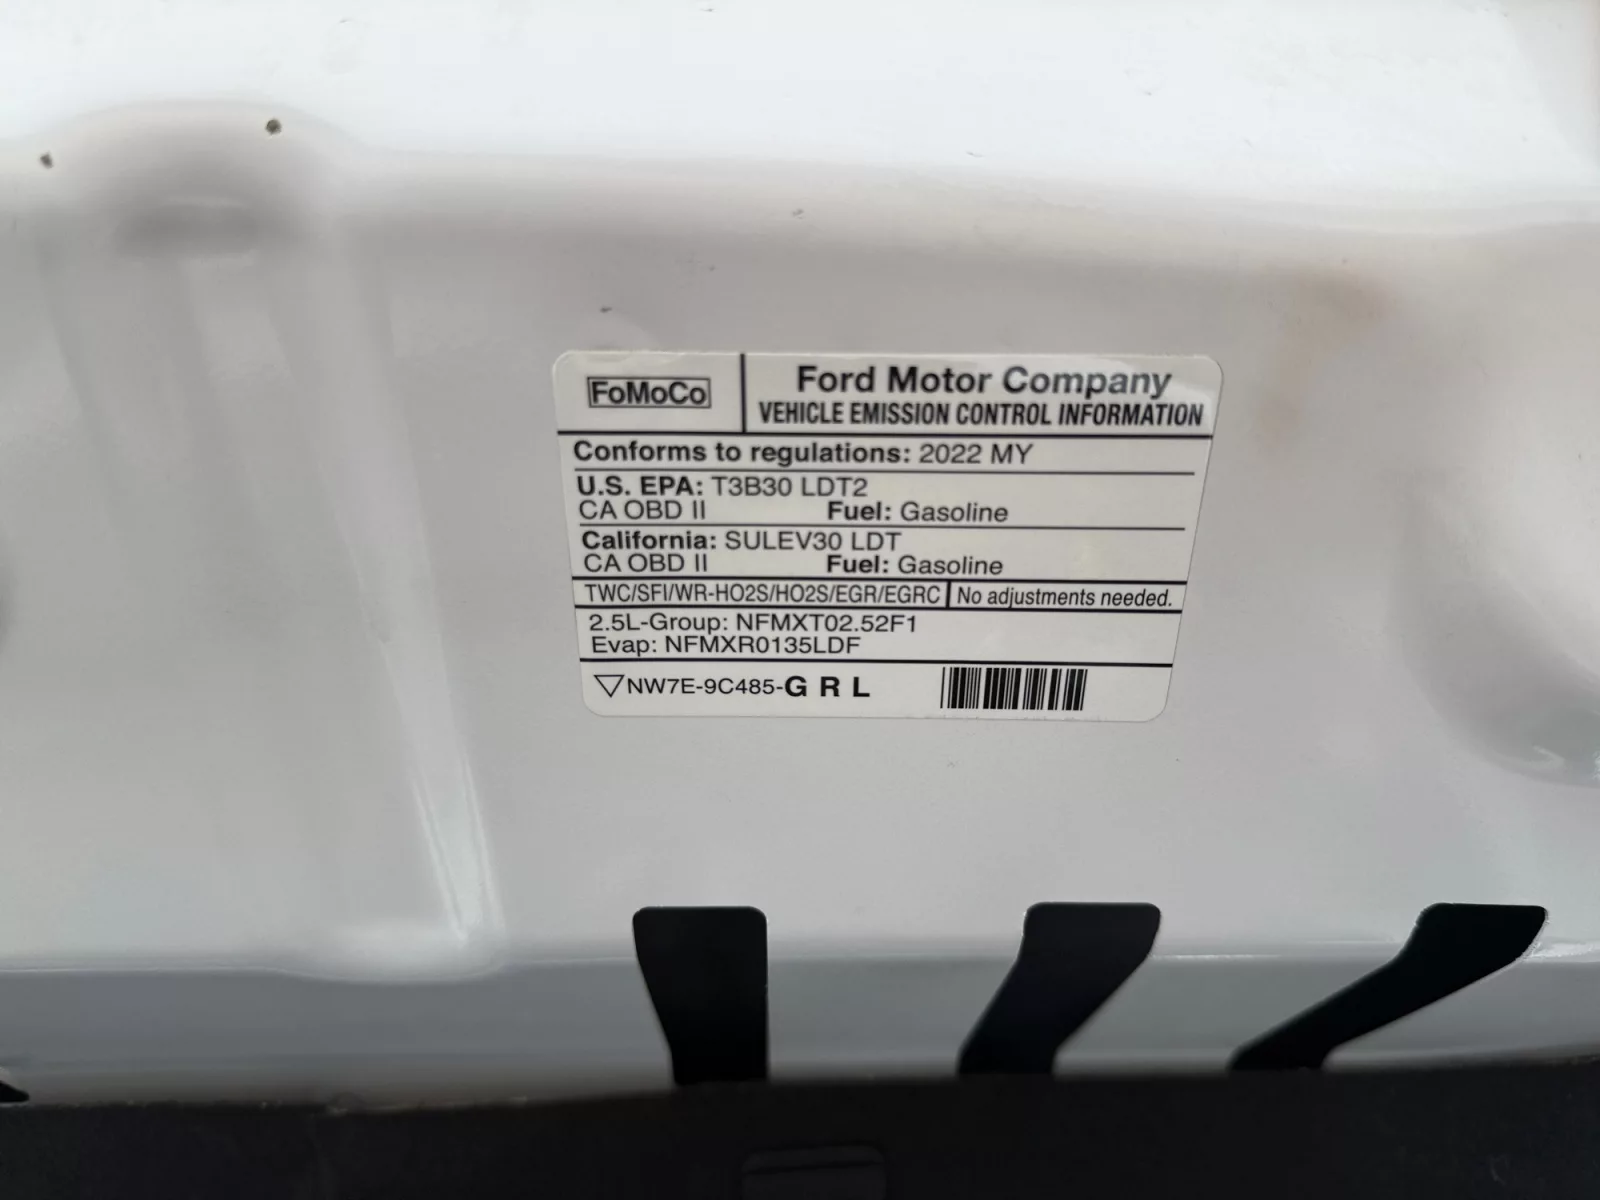 FoMoCo
Ford Motor Company
VEHICLE EMISSION CONTROL INFORMATION
Conforms to regulations: 2022 MY
U.S. EPA: T3B30 LDT2
CA OBD II Fuel: Gasoline
California: SULEV30 LDT
CA OBD II Fuel: Gasoline
TWC/SFI/WR-HO2S/HO2S/EGR/EGRC No adjustments needed.
2.5L-Group: NFMXT02.52F1
Evap: NFMXR0135LDF
▽NW7E-9C485-G R L